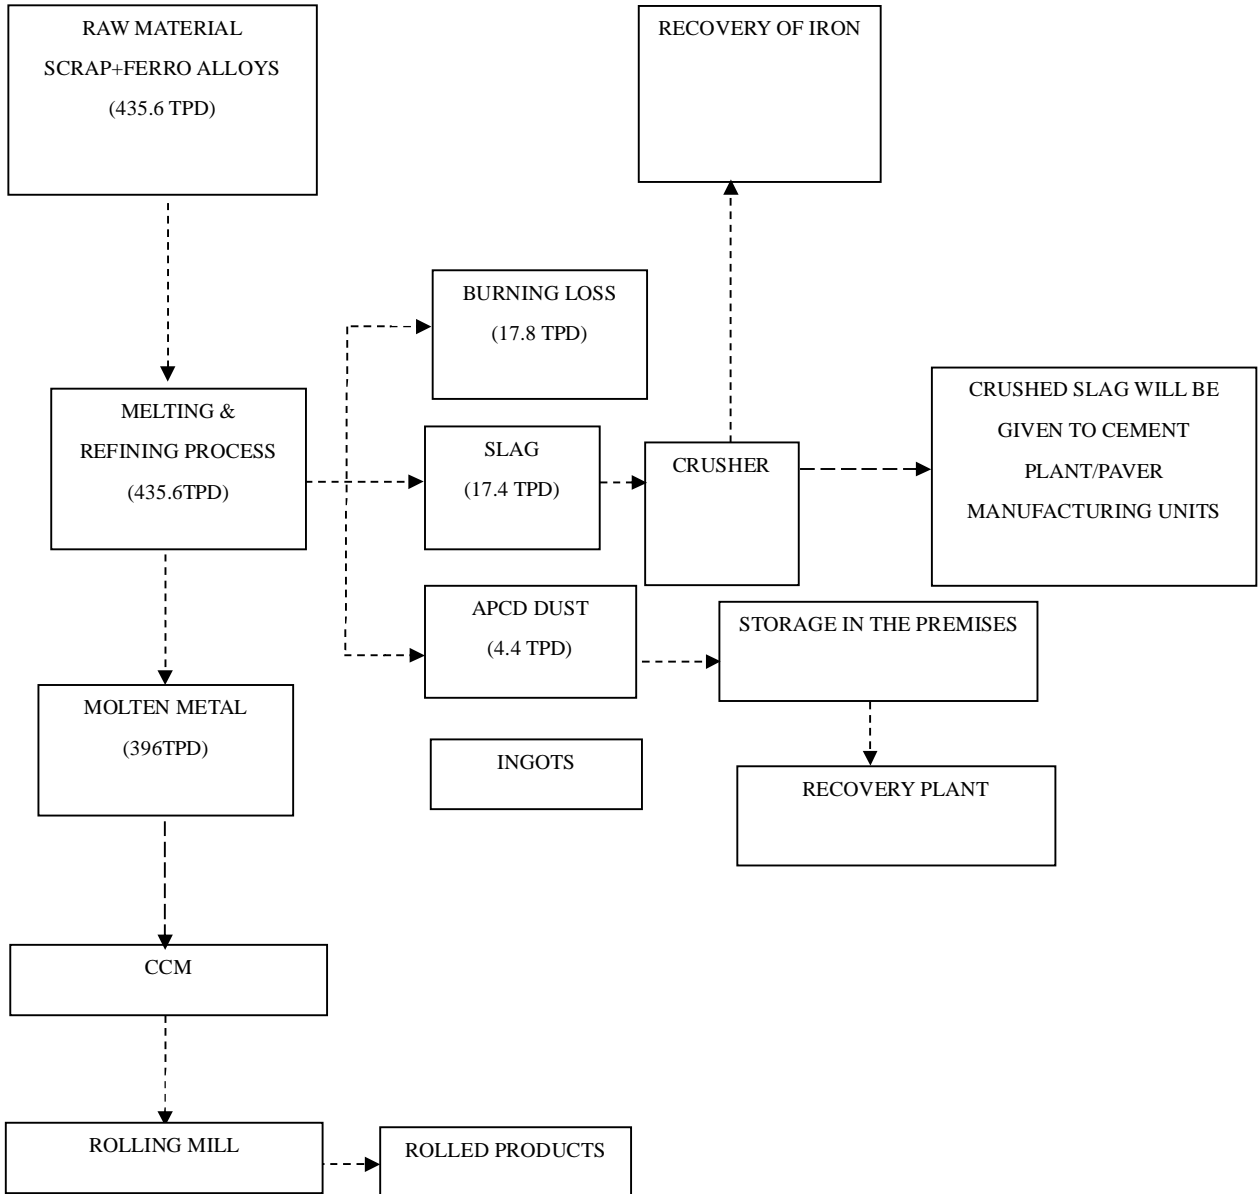 RAW MATERIAL
SCRAP+FERRO ALLOYS
(435.6 TPD)
RECOVERY OF IRON
BURNING LOSS
(17.8 TPD)
MELTING &
REFINING PROCESS
(435.6TPD)
SLAG
(17.4 TPD)
CRUSHER
CRUSHED SLAG WILL BE
GIVEN TO CEMENT
PLANT/PAVER
MANUFACTURING UNITS
APCD DUST
(4.4 TPD)
STORAGE IN THE PREMISES
MOLTEN METAL
(396TPD)
INGOTS
RECOVERY PLANT
CCM
ROLLING MILL
ROLLED PRODUCTS